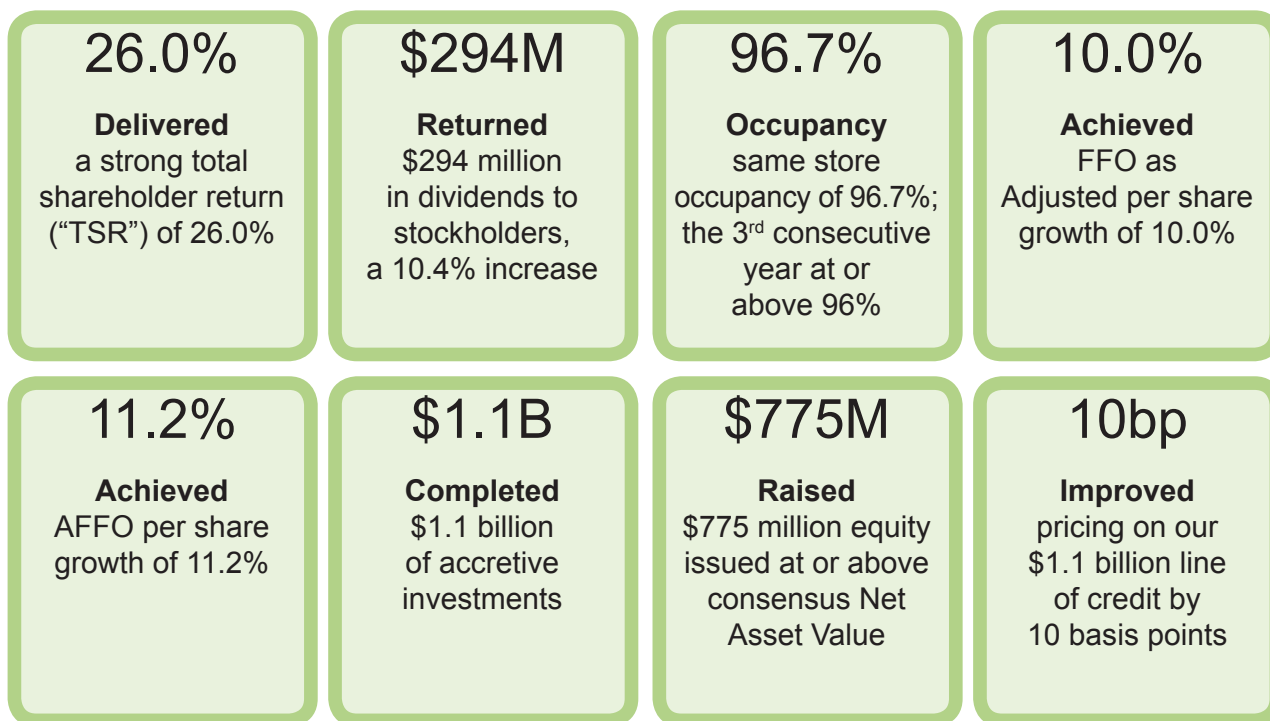 26.0%
Delivered
a strong total
shareholder return
(“TSR”) of 26.0%
$294M
Returned
$294 million
in dividends to
stockholders,
a 10.4% increase
96.7%
Occupancy
same store
occupancy of 96.7%;
the 3rd consecutive
year at or
above 96%
10.0%
Achieved
FFO as
Adjusted per share
growth of 10.0%
11.2%
Achieved
AFFO per share
growth of 11.2%
$1.1B
Completed
$1.1 billion
of accretive
investments
$775M
Raised
$775 million equity
issued at or above
consensus Net
Asset Value
10bp
Improved
pricing on our
$1.1 billion line
of credit by
10 basis points